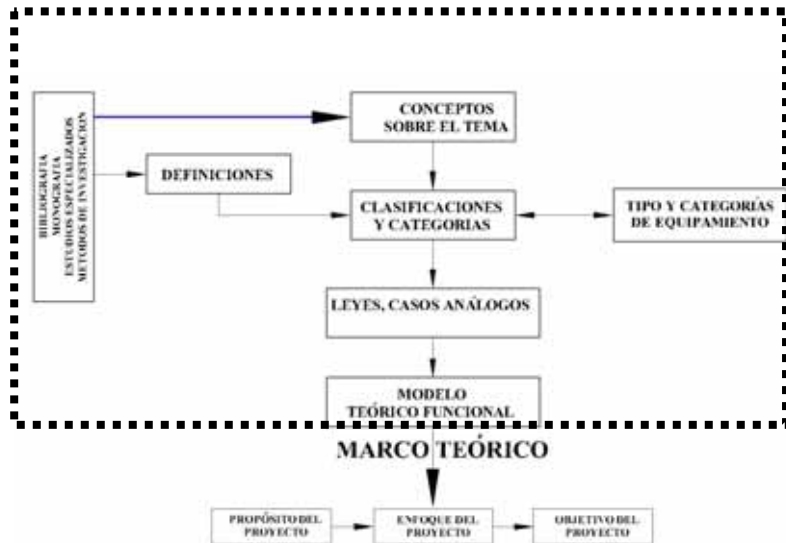 CONCEPTOS
SOBRE EL TEMA
BIBLIOGRAFIA
MONOGRAFIA
ESTUDIOS ESPECIALIZADOS
METODOS DE INVESTIGACION
DEFINICIONES
CLASIFICACIONES
Y CATEGORIAS
TIPO Y CATEGORÍAS
DE EQUIPAMIENTO
LEYES, CASOS ANÁLOGOS
MODELO
TEÓRICO FUNCIONAL
MARCO TEÓRICO
PROPÓSITO DEL
PROYECTO
ENFOQUE DEL
PROYECTO
OBJETIVO DEL
PROYECTO